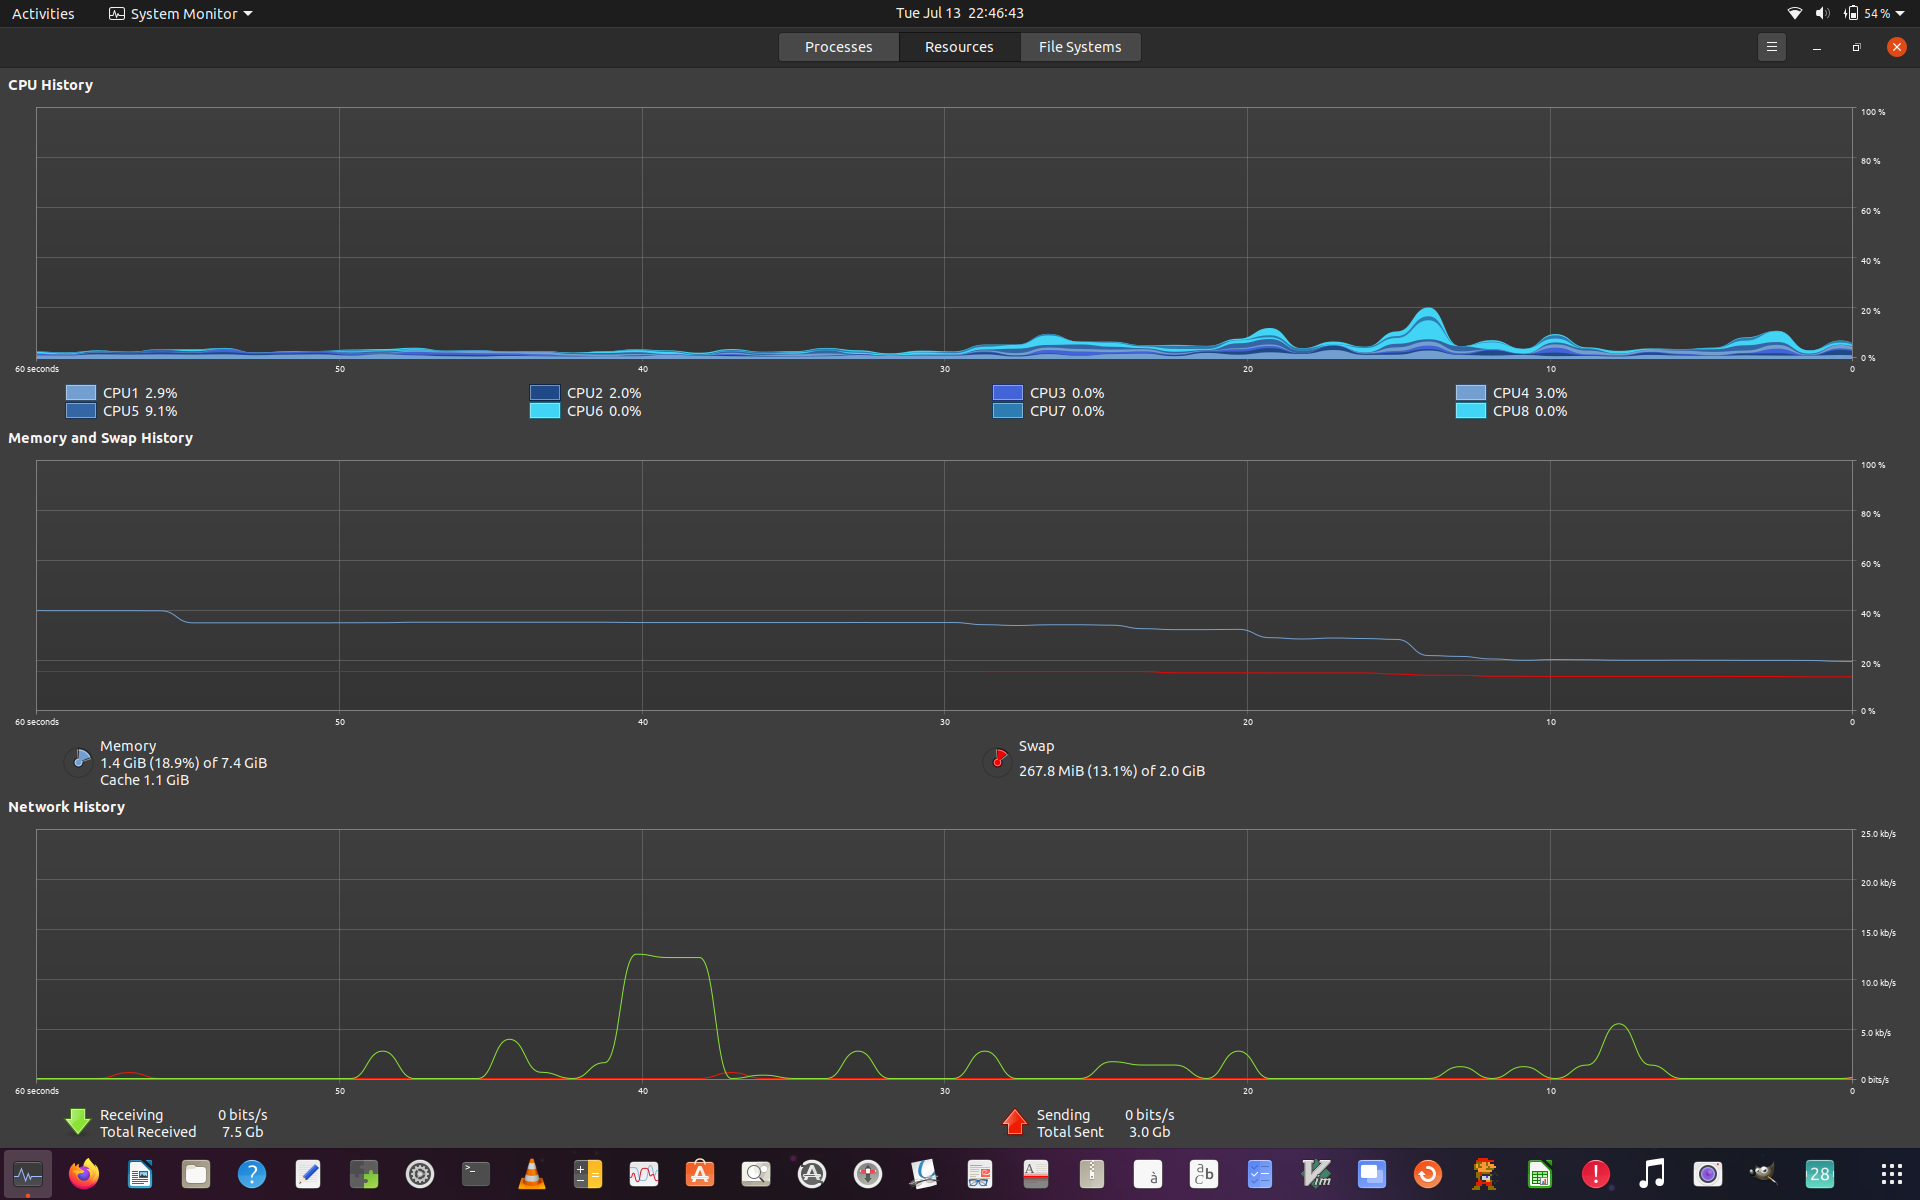 Activities System Monitor Tue Jul 13 22:46:43 54 %
Processes Resources File Systems
CPU History
100 %
80 %
60 %
40 %
20 %
0 %
60 seconds 50 40 30 20 10 0
CPU1 2.9% CPU2 2.0% CPU3 0.0% CPU4 3.0%
CPU5 9.1% CPU6 0.0% CPU7 0.0% CPU8 0.0%
Memory and Swap History
100 %
80 %
60 %
40 %
20 %
0 %
60 seconds 50 40 30 20 10 0
Memory Swap
1.4 GiB (18.9%) of 7.4 GiB 267.8 MiB (13.1%) of 2.0 GiB
Cache 1.1 GiB
Network History
25.0 kb/s
20.0 kb/s
15.0 kb/s
10.0 kb/s
5.0 kb/s
0 bits/s
60 seconds 50 40 30 20 10 0
Receiving 0 bits/s Sending 0 bits/s
Total Received 7.5 Gb Total Sent 3.0 Gb
? >_ A A à a b c Vim ! 28